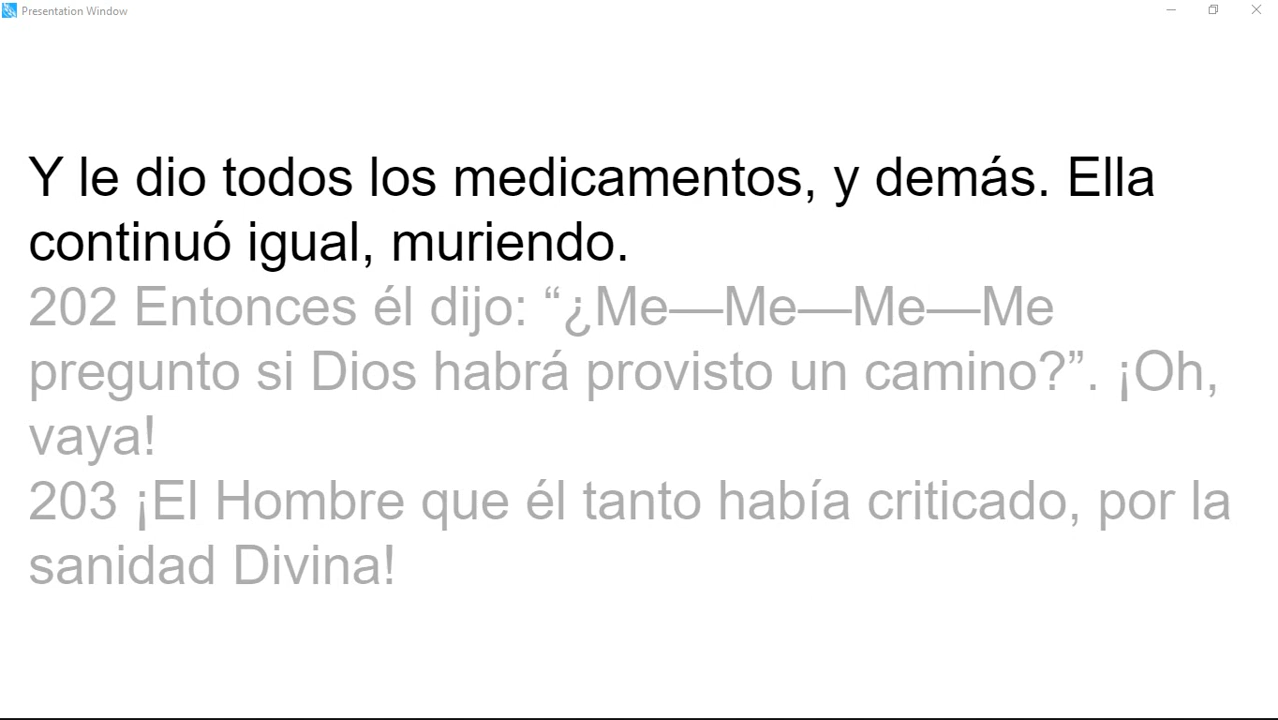 Presentation Window
Y le dio todos los medicamentos, y demás. Ella
continuó igual, muriendo.
202 Entonces él dijo: “¿Me—Me—Me—Me
pregunto si Dios habrá provisto un camino?”. ¡Oh,
vaya!
203 ¡El Hombre que él tanto había criticado, por la
sanidad Divina!